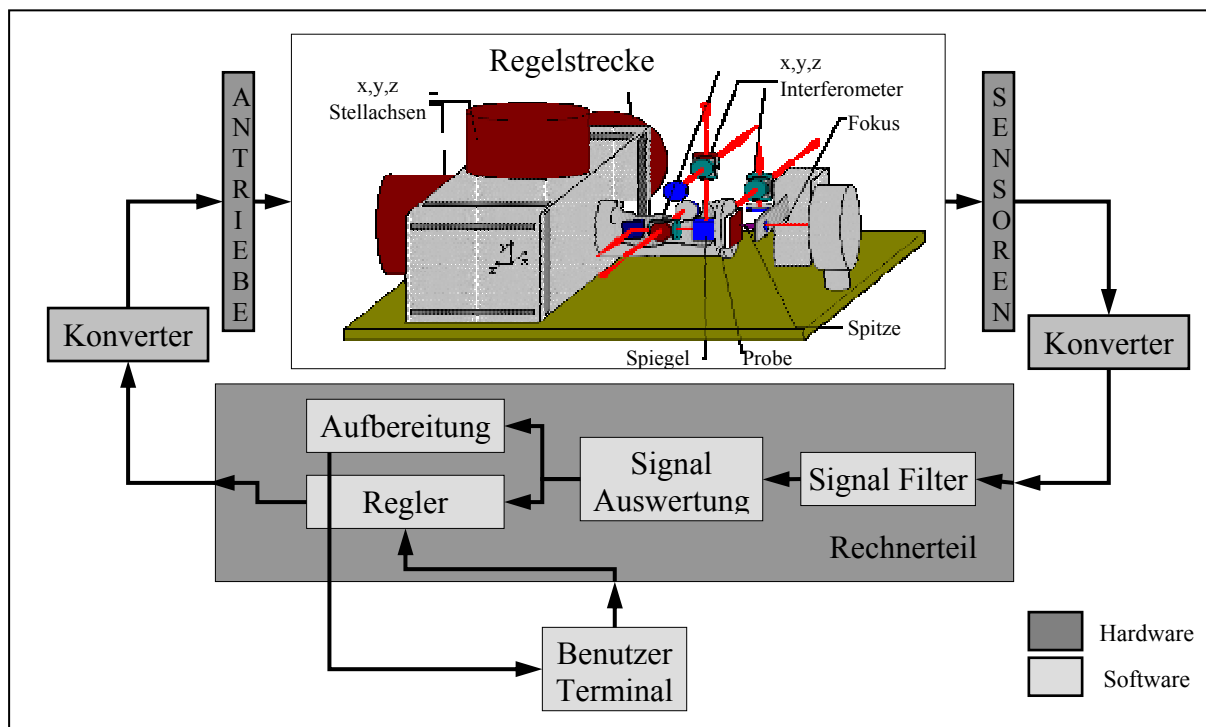 Regelstrecke
x,y,z
Stellachsen
x,y,z
Interferometer
Fokus
Spitze
Spiegel
Probe
ANTRIEBE
SENSOREN
Konverter
Konverter
Aufbereitung
Regler
Signal
Auswertung
Signal Filter
Rechnerteil
Benutzer
Terminal
Hardware
Software